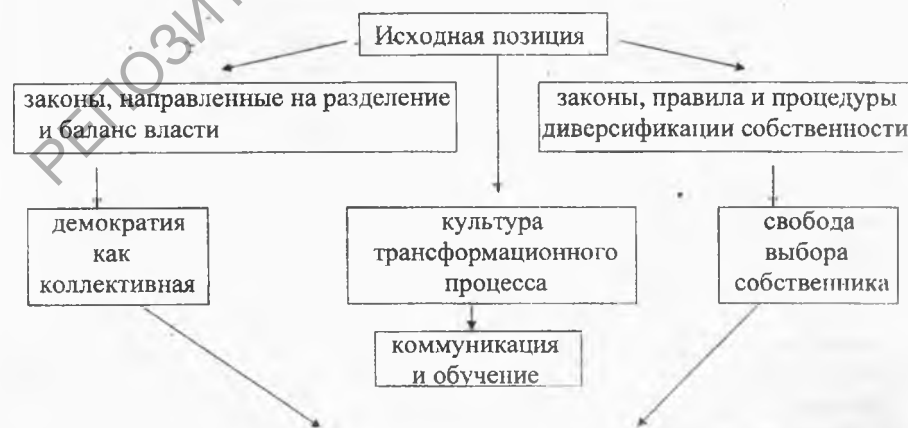 Исходная позиция
законы, направленные на разделение
и баланс власти
законы, правила и процедуры
диверсификации собственности
демократия
как
коллективная
культура
трансформационного
процесса
свобода
выбора
собственника
коммуникация
и обучение